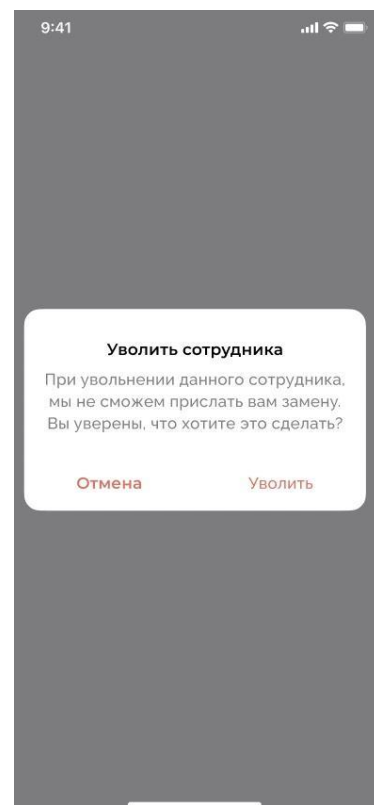 9:41
Уволить сотрудника
При увольнении данного сотрудника,
мы не сможем прислать вам замену.
Вы уверены, что хотите это сделать?
Отмена Уволить